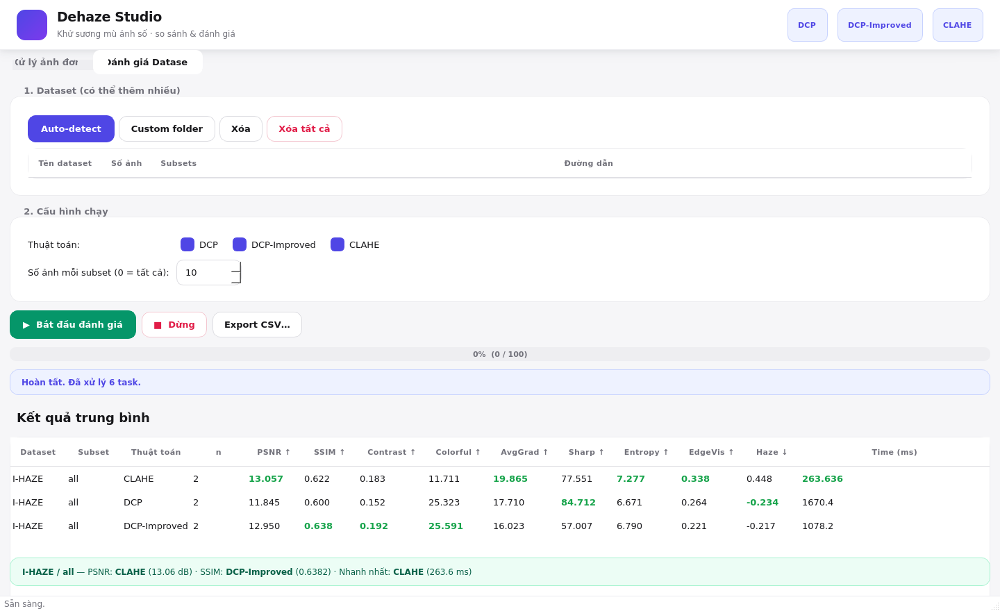 Dehaze Studio
Khử sương mù ảnh số · so sánh & đánh giá
DCP
DCP-Improved
CLAHE
ử lý ảnh đơ
ánh giá Datase
1. Dataset (có thể thêm nhiều)
Auto-detect Custom folder Xóa Xóa tất cả
Tên dataset Số ảnh Subsets Đường dẫn
2. Cấu hình chạy
Thuật toán: DCP DCP-Improved CLAHE
Số ảnh mỗi subset (0 = tất cả): 10
▶ Bắt đầu đánh giá ■ Dừng Export CSV...
0% (0 / 100)
Hoàn tất. Đã xử lý 6 task.
Kết quả trung bình
Dataset Subset Thuật toán n PSNR ↑ SSIM ↑ Contrast ↑ Colorful ↑ AvgGrad ↑ Sharp ↑ Entropy ↑ EdgeVis ↑ Haze ↓ Time (ms)
I-HAZE all CLAHE 2 13.057 0.622 0.183 11.711 19.865 77.551 7.277 0.338 0.448 263.636
I-HAZE all DCP 2 11.845 0.600 0.152 25.323 17.710 84.712 6.671 0.264 -0.234 1670.4
I-HAZE all DCP-Improved 2 12.950 0.638 0.192 25.591 16.023 57.007 6.790 0.221 -0.217 1078.2
I-HAZE / all — PSNR: CLAHE (13.06 dB) · SSIM: DCP-Improved (0.6382) · Nhanh nhất: CLAHE (263.6 ms)
Sẵn sàng.